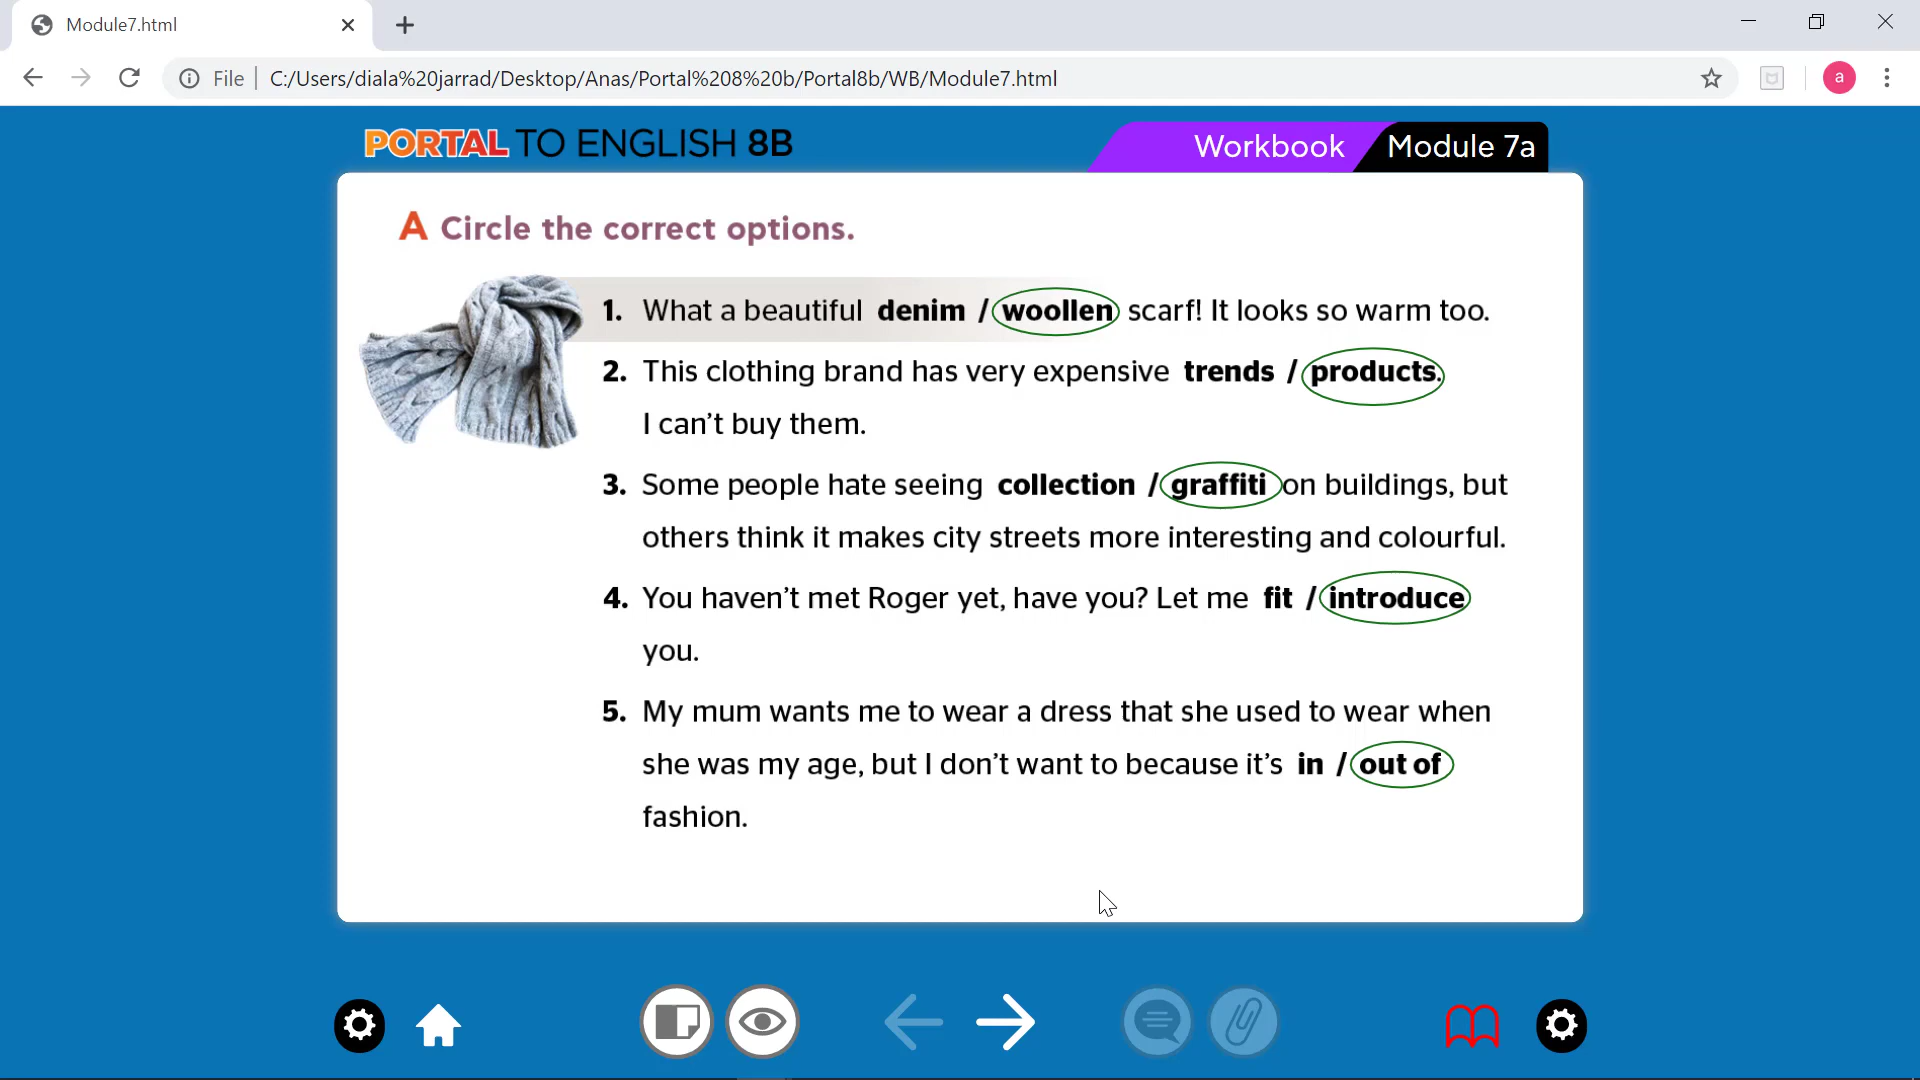 Module7.html
File C:/Users/diala%20jarrad/Desktop/Anas/Portal%208%20b/Portal8b/WB/Module7.html
a
PORTAL TO ENGLISH 8B
Workbook Module 7a
A Circle the correct options.
1. What a beautiful denim / woollen scarf! It looks so warm too.
2. This clothing brand has very expensive trends / products.
I can't buy them.
3. Some people hate seeing collection / graffiti on buildings, but
others think it makes city streets more interesting and colourful.
4. You haven't met Roger yet, have you? Let me fit / introduce
you.
5. My mum wants me to wear a dress that she used to wear when
she was my age, but I don't want to because it's in / out of
fashion.